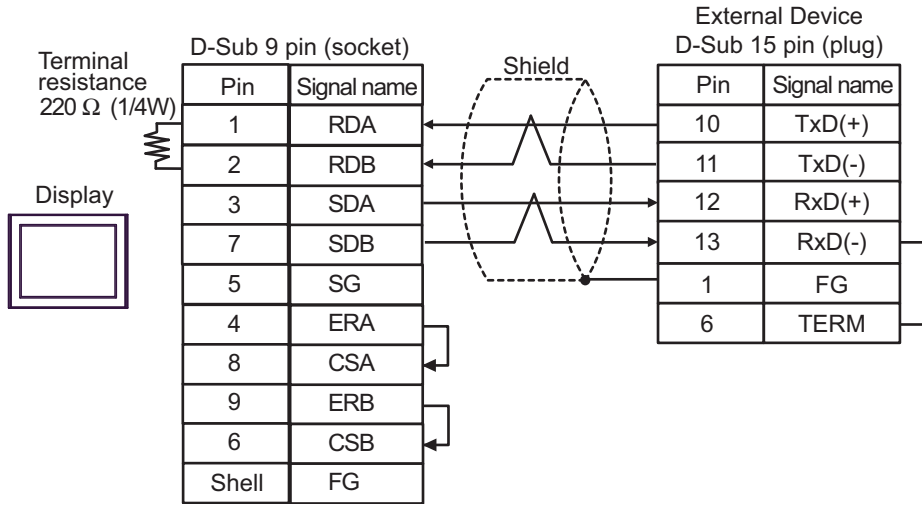 External Device
D-Sub 9 pin (socket)
D-Sub 15 pin (plug)
Terminal
resistance
220 Ω (1/4W)
Shield
Pin Signal name
Pin Signal name
1 RDA
10 TxD(+)
2 RDB
11 TxD(-)
3 SDA
12 RxD(+)
Display
7 SDB
13 RxD(-)
5 SG
1 FG
4 ERA
6 TERM
8 CSA
9 ERB
6 CSB
Shell FG